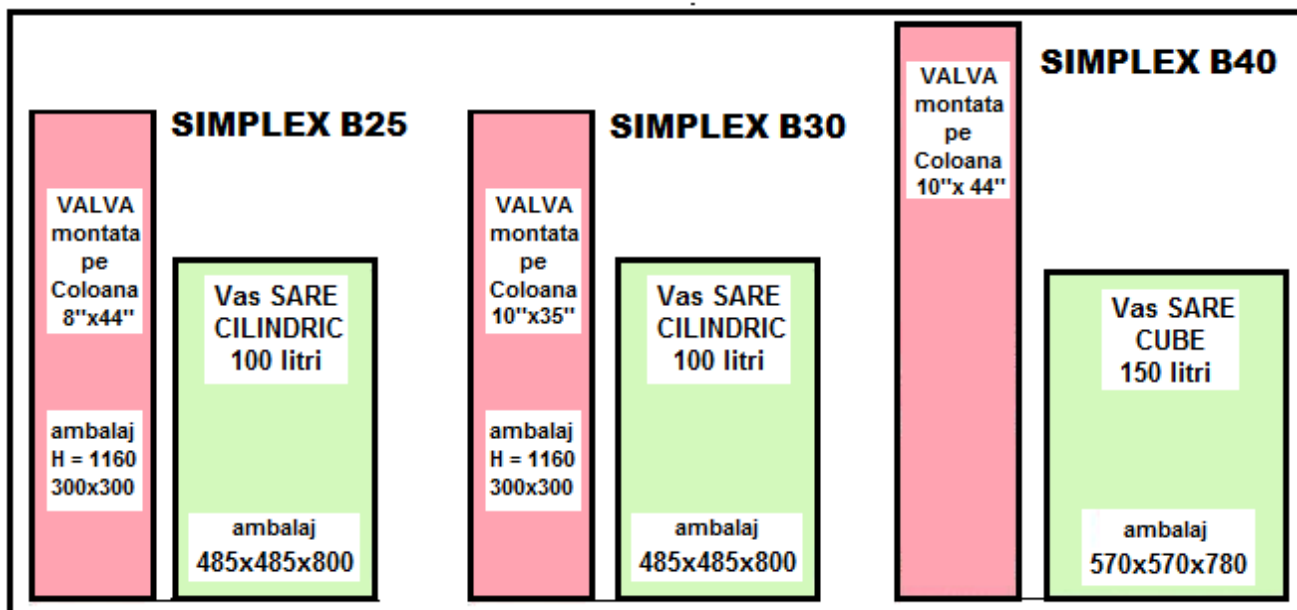 SIMPLEX B25
VALVA
montata
pe
Coloana
8"x44"
ambalaj
H = 1160
300x300
Vas SARE
CILINDRIC
100 litri
ambalaj
485x485x800
SIMPLEX B30
VALVA
montata
pe
Coloana
10"x35"
ambalaj
H = 1160
300x300
Vas SARE
CILINDRIC
100 litri
ambalaj
485x485x800
SIMPLEX B40
VALVA
montata
pe
Coloana
10"x 44"
Vas SARE
CUBE
150 litri
ambalaj
570x570x780